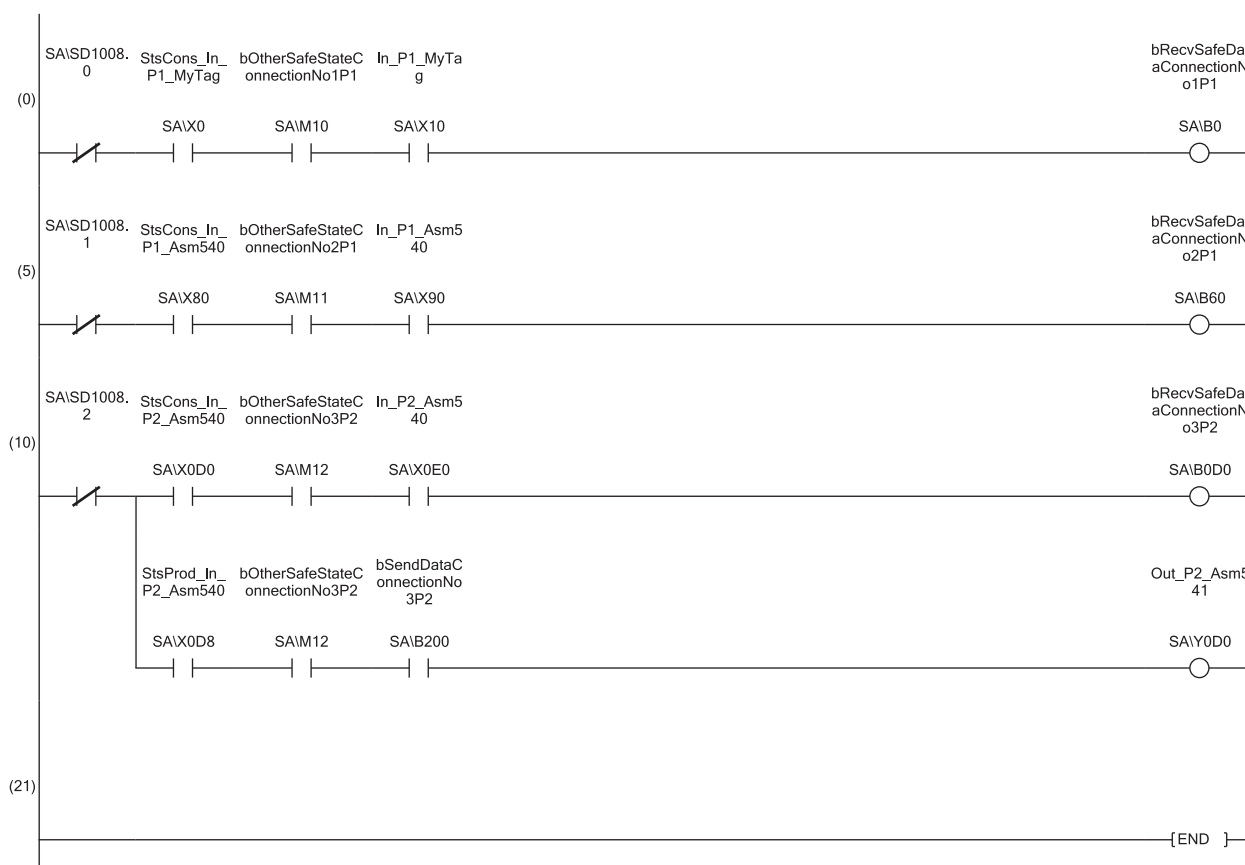 SA\SD1008.
0
StsCons_In_
P1_MyTag
bOtherSafeStateC
onnectionNo1P1
In_P1_MyTa
g
bRecvSafeDa
aConnectionN
o1P1
(0)
SA\X0
SA\M10
SA\X10
SA\B0
SA\SD1008.
1
StsCons_In_
P1_Asm540
bOtherSafeStateC
onnectionNo2P1
In_P1_Asm5
40
bRecvSafeDa
aConnectionN
o2P1
(5)
SA\X80
SA\M11
SA\X90
SA\B60
SA\SD1008.
2
StsCons_In_
P2_Asm540
bOtherSafeStateC
onnectionNo3P2
In_P2_Asm5
40
bRecvSafeDa
aConnectionN
o3P2
(10)
SA\X0D0
SA\M12
SA\X0E0
SA\B0D0
StsProd_In_
P2_Asm540
bOtherSafeStateC
onnectionNo3P2
bSendDataC
onnectionNo
3P2
Out_P2_Asm5
41
SA\X0D8
SA\M12
SA\B200
SA\Y0D0
(21)
[END ]